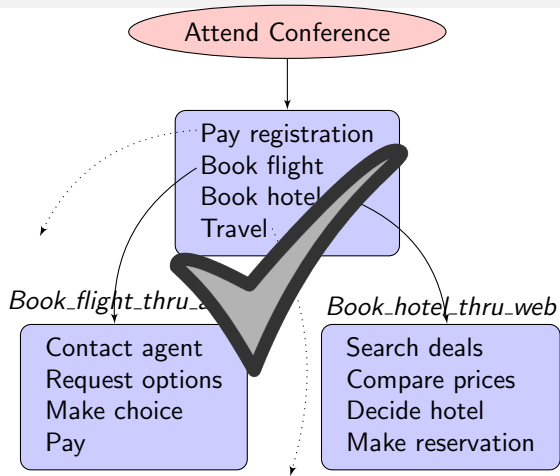 Attend Conference
Pay registration
Book flight
Book hotel
Travel
Book_flight_thru_
Book_hotel_thru_web
Contact agent
Request options
Make choice
Pay
Search deals
Compare prices
Decide hotel
Make reservation